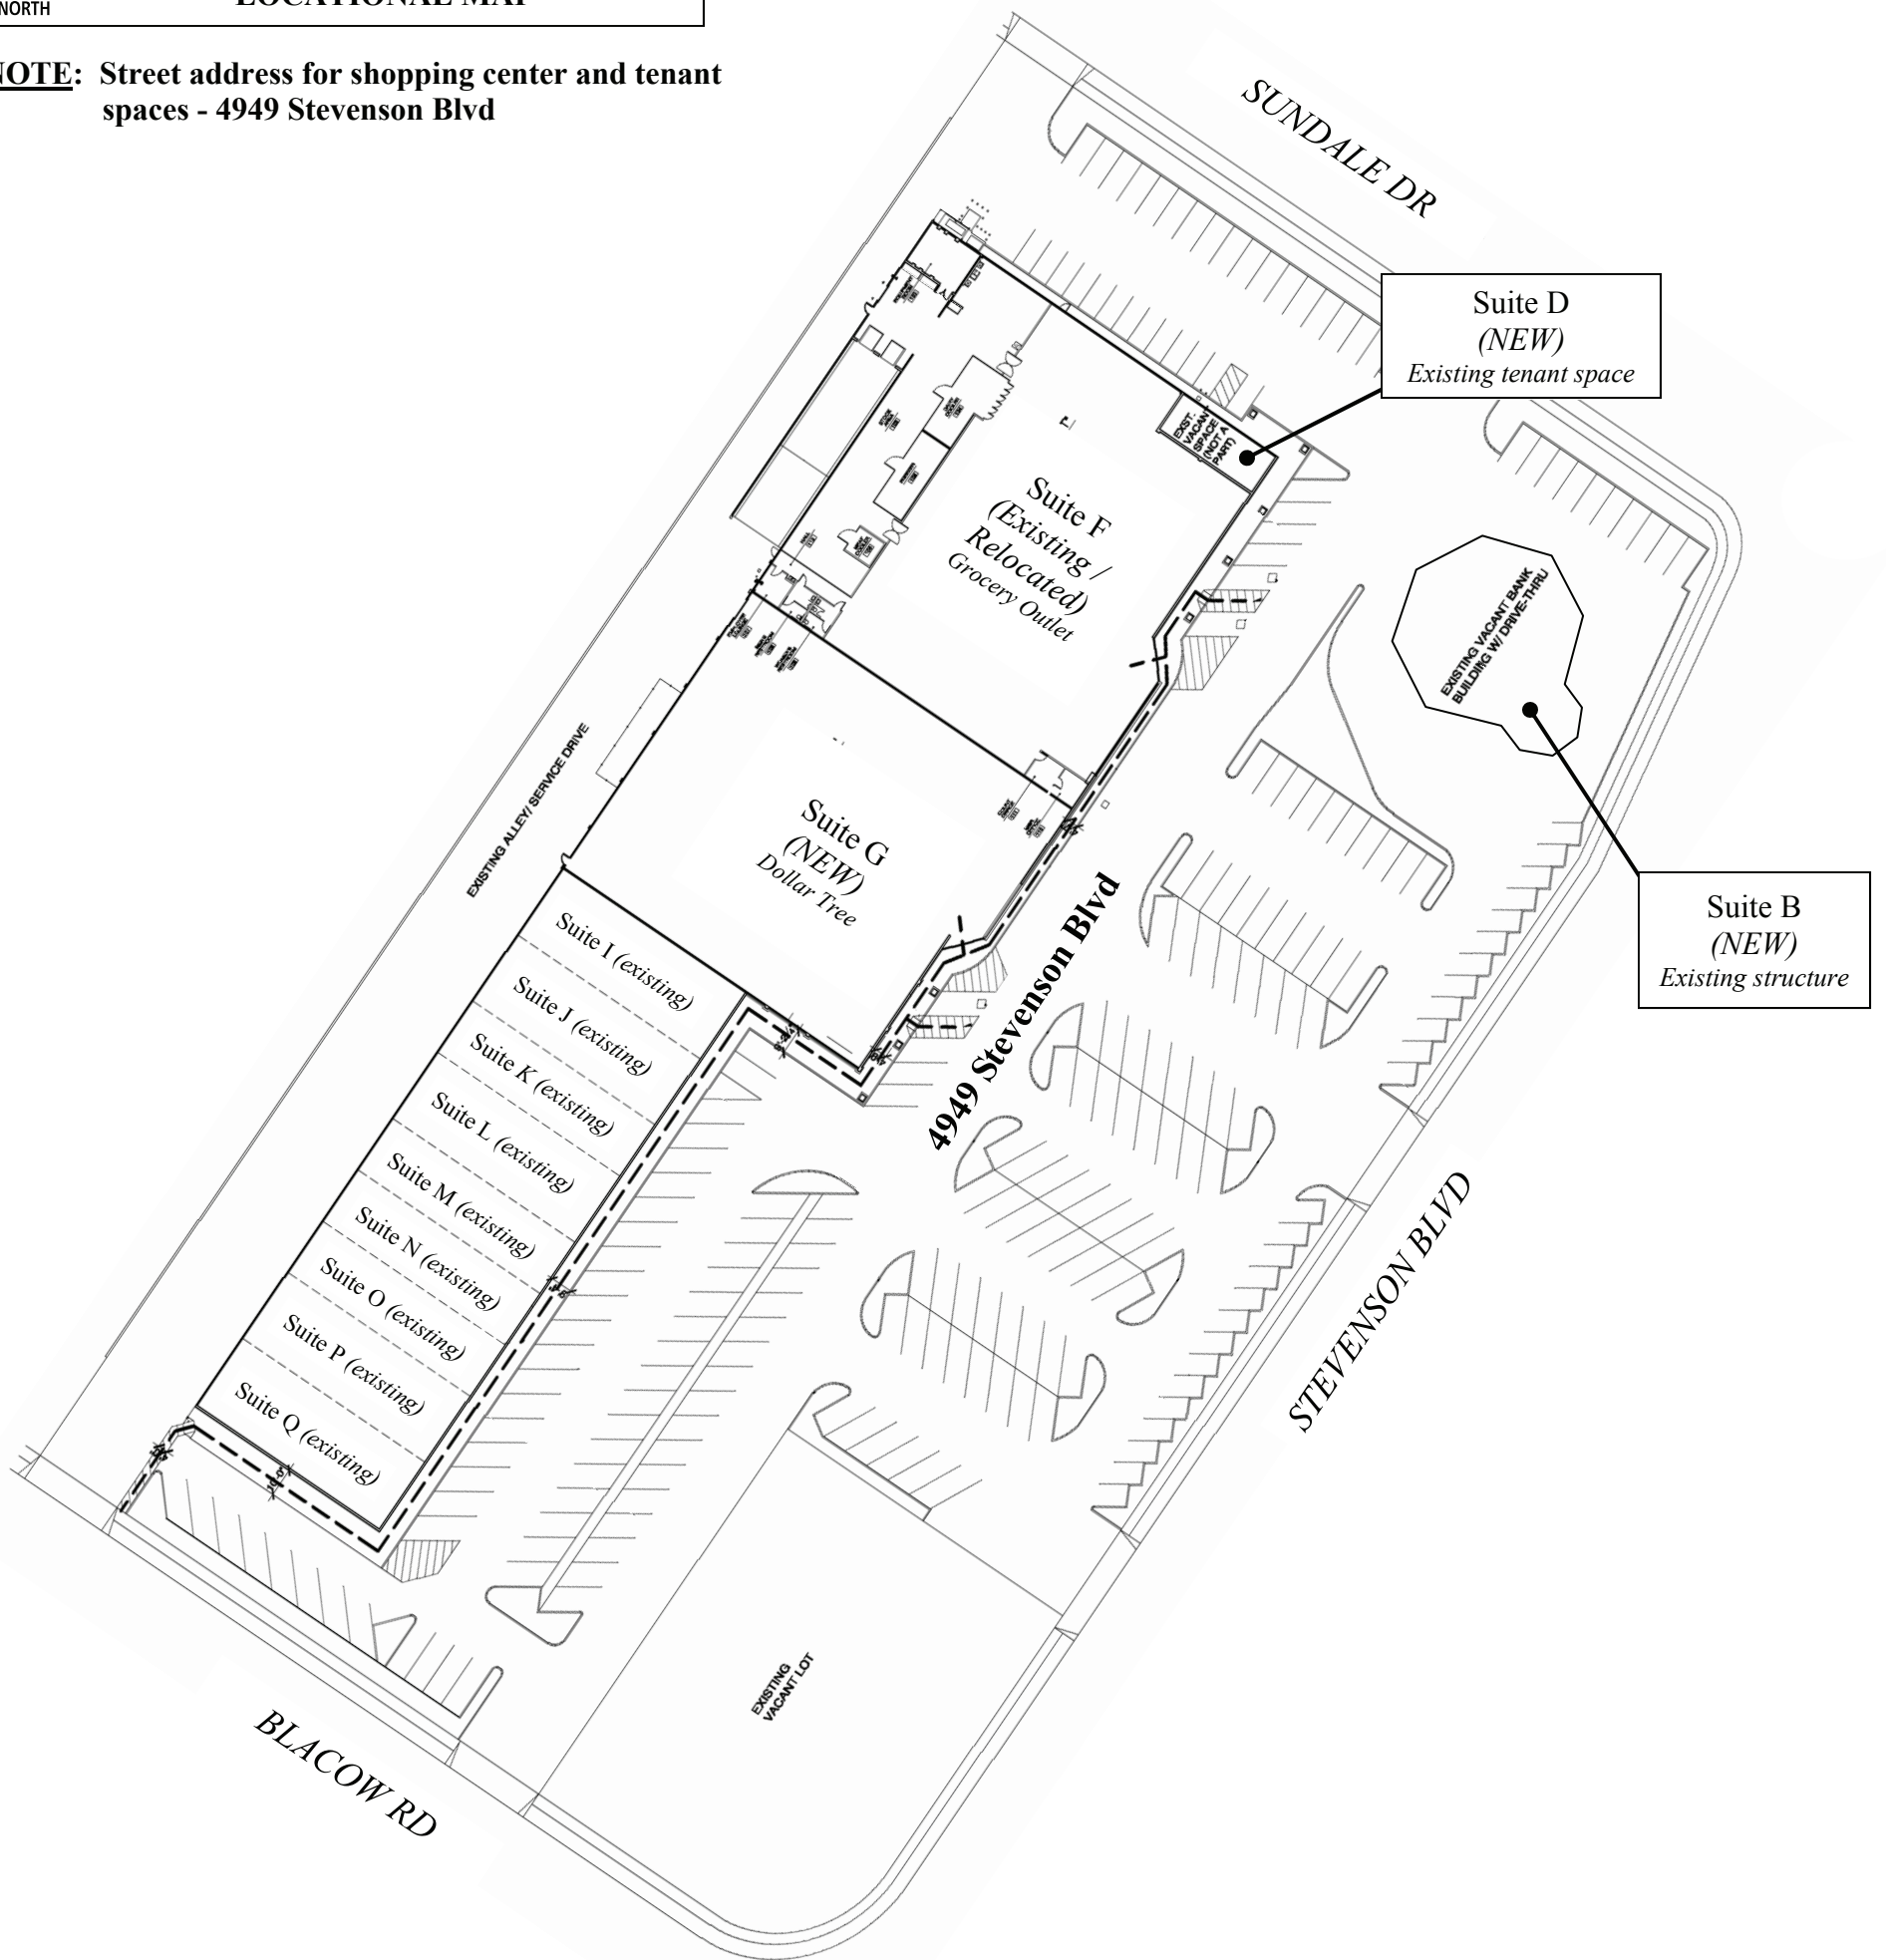 NORTH
LOCATIONAL MAP
NOTE: Street address for shopping center and tenant
spaces - 4949 Stevenson Blvd
SUNDALE DR
Suite D
(NEW)
Existing tenant space
EXIST.
VACANT
SPACE
(NOT A
PART)
Suite F
(Existing /
Relocated)
Grocery Outlet
EXISTING VACANT BANK
BUILDING W/ DRIVE-THRU
Suite B
(NEW)
Existing structure
EXISTING ALLEY/ SERVICE DRIVE
Suite G
(NEW)
Dollar Tree
4949 Stevenson Blvd
Suite I (existing)
Suite J (existing)
Suite K (existing)
Suite L (existing)
Suite M (existing)
Suite N (existing)
Suite O (existing)
Suite P (existing)
Suite Q (existing)
STEVENSON BLVD
EXISTING
VACANT LOT
BLACOW RD